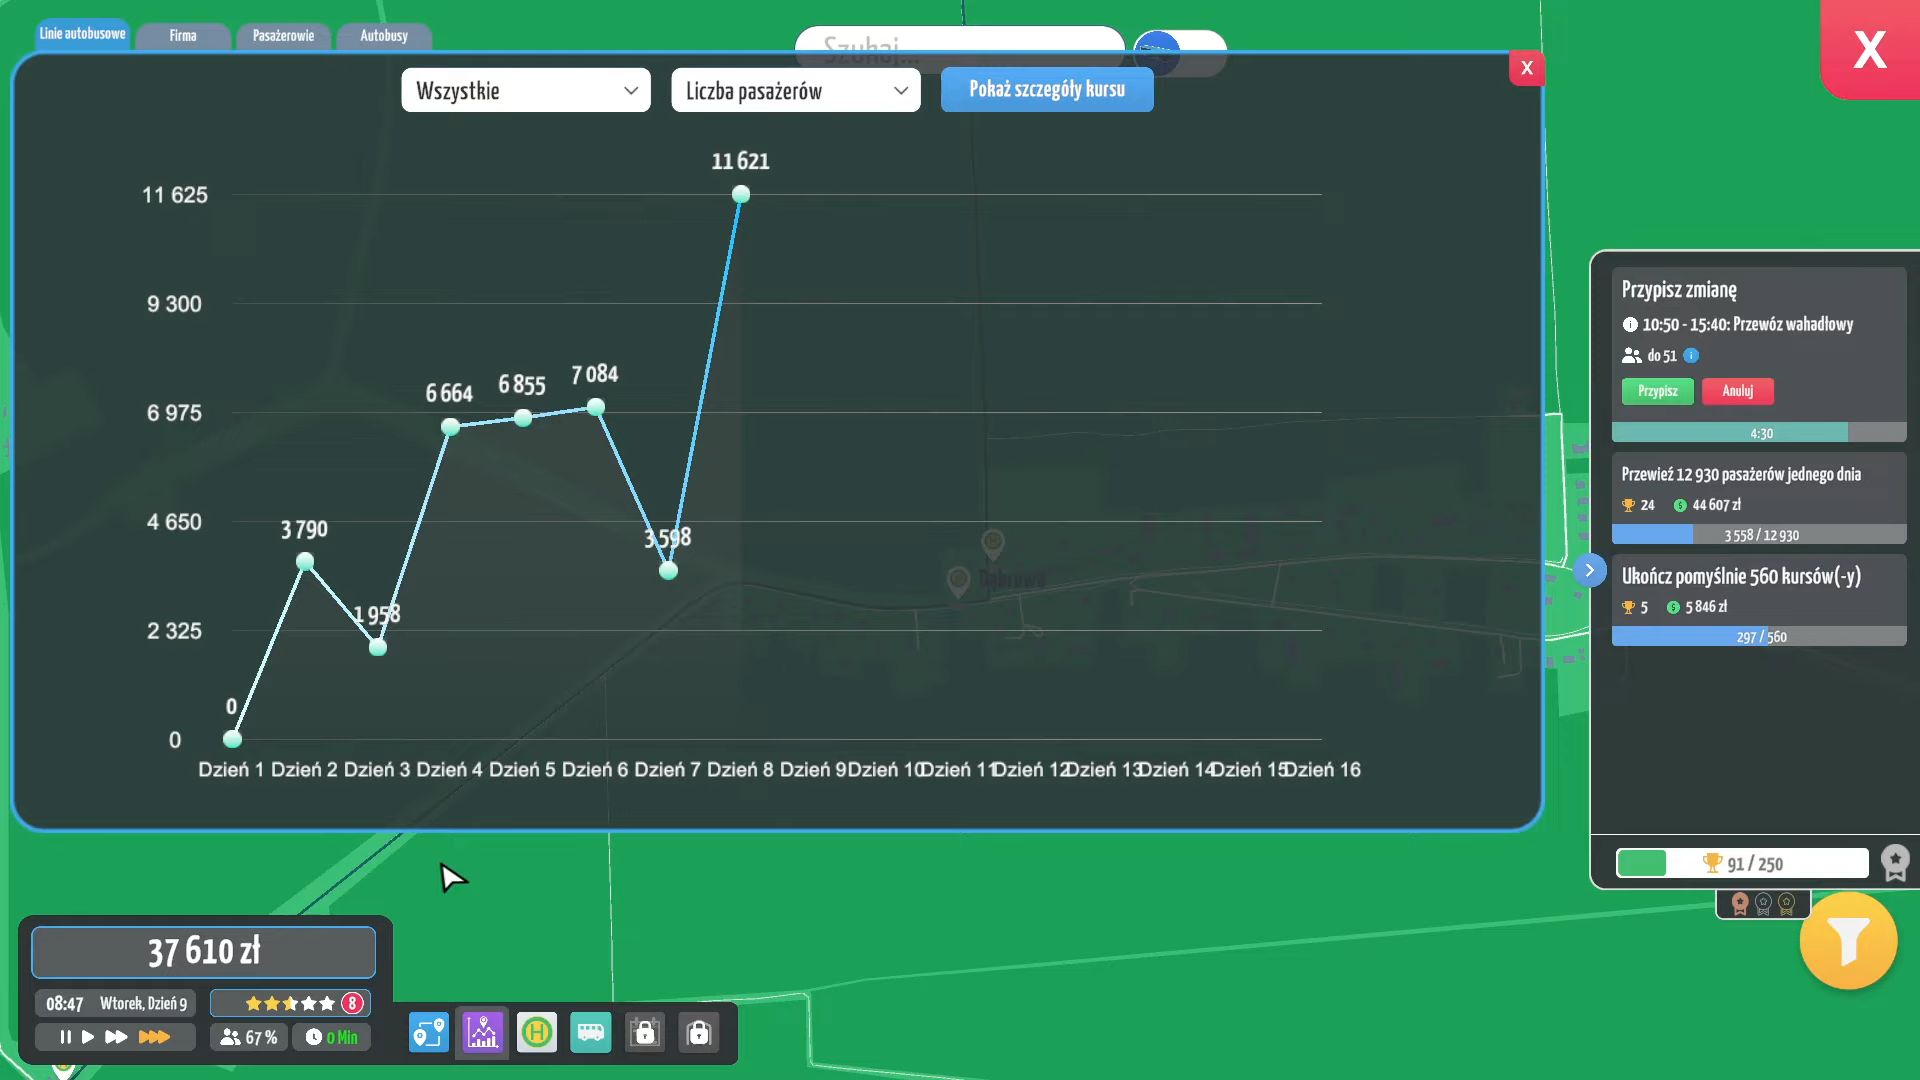 Linie autobusowe
Firma
Pasażerowie
Autobusy
Szukaj...
X
X
Wszystkie
Liczba pasażerów
Pokaż szczegóły kursu
11 625
9 300
6 975
4 650
2 325
0
0
3 790
1 958
6 664
6 855
7 084
3 598
11 621
Dzień 1
Dzień 2
Dzień 3
Dzień 4
Dzień 5
Dzień 6
Dzień 7
Dzień 8
Dzień 9
Dzień 10
Dzień 11
Dzień 12
Dzień 13
Dzień 14
Dzień 15
Dzień 16
Dąbrowa
Przypisz zmianę
10:50 - 15:40: Przewóz wahadłowy
do 51
Przypisz
Anuluj
4:30
Przewieź 12 930 pasażerów jednego dnia
24
44 607 zł
3 558 / 12 930
Ukończ pomyślnie 560 kursów(-y)
5
5 846 zł
297 / 560
91 / 250
37 610 zł
08:47 Wtorek, Dzień 9
8
67 %
0 Min
H